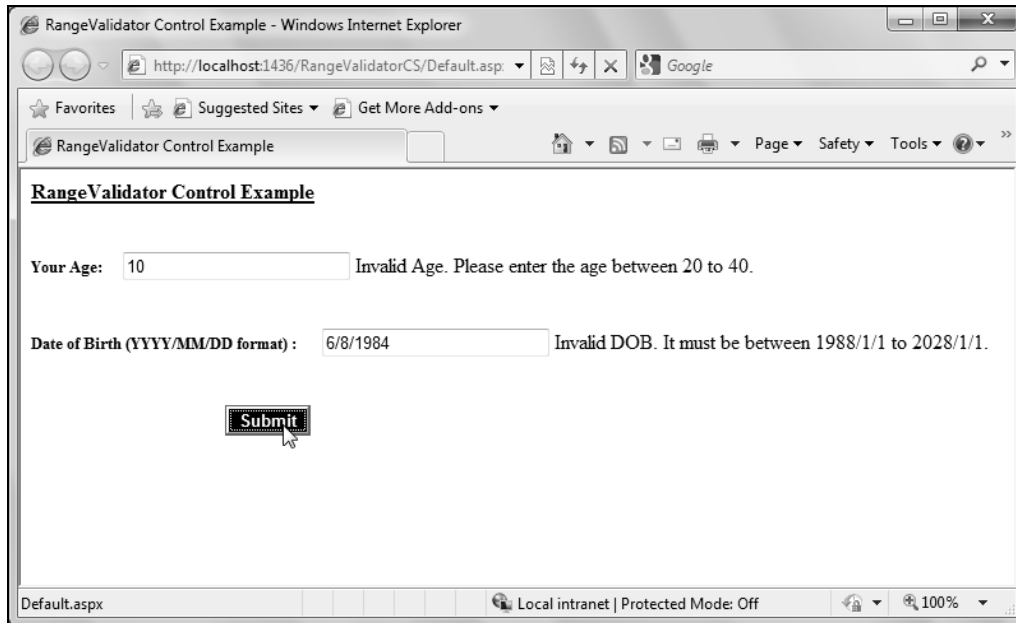 RangeValidator Control Example - Windows Internet Explorer
http://localhost:1436/RangeValidatorCS/Default.asp:
Google
Favorites Suggested Sites Get More Add-ons
RangeValidator Control Example
Page Safety Tools
RangeValidator Control Example
Your Age: 10 Invalid Age. Please enter the age between 20 to 40.
Date of Birth (YYYY/MM/DD format) : 6/8/1984 Invalid DOB. It must be between 1988/1/1 to 2028/1/1.
Submit
Default.aspx Local intranet | Protected Mode: Off 100%